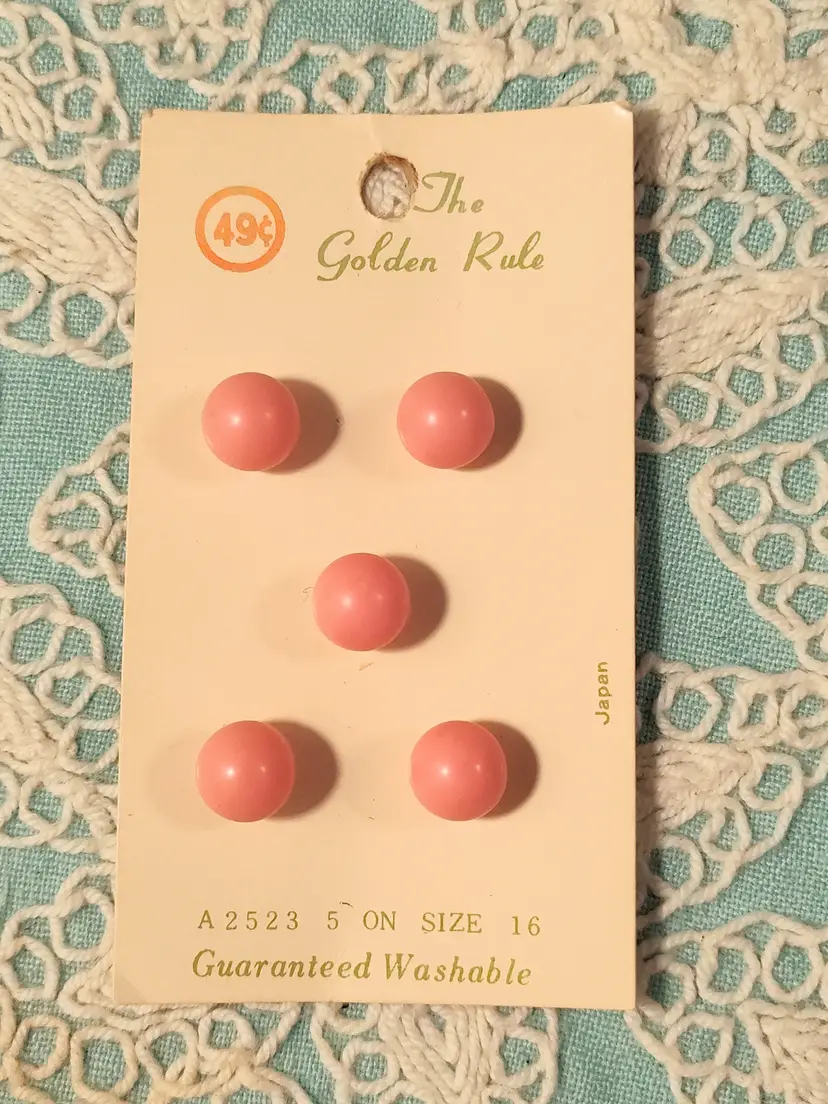 49¢
The
Golden Rule
Japan
A2523 5 ON SIZE 16
Guaranteed Washable